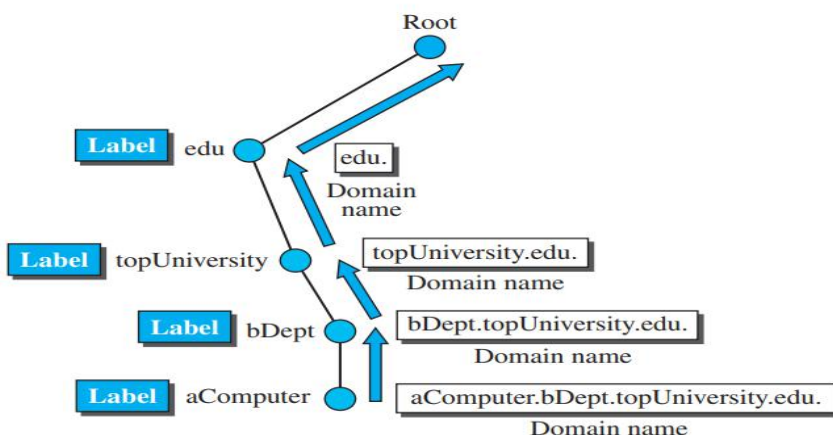 Root
Label edu
edu.
Domain
name
Label topUniversity
topUniversity.edu.
Domain name
Label bDept
bDept.topUniversity.edu.
Domain name
Label aComputer
aComputer.bDept.topUniversity.edu.
Domain name